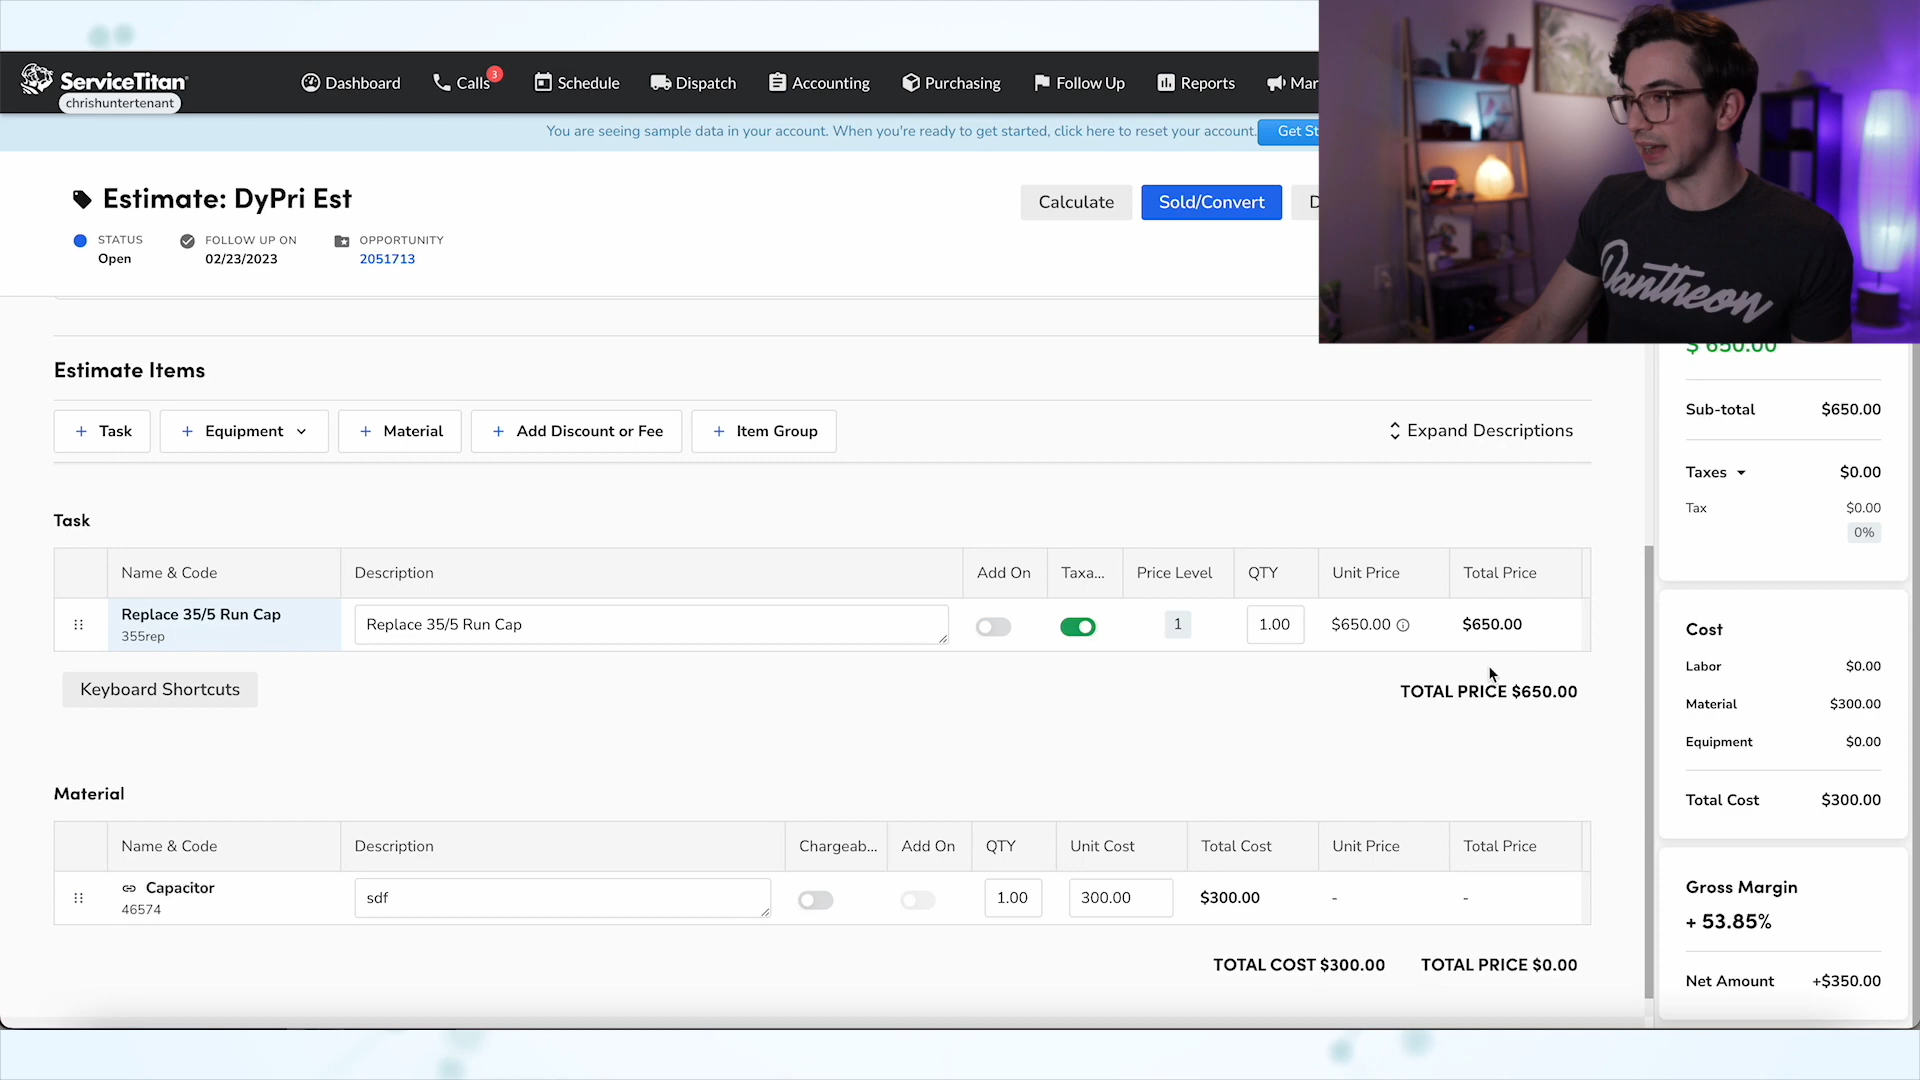 ServiceTitan
chrishuntertenant
Dashboard
Calls 3
Schedule
Dispatch
Accounting
Purchasing
Follow Up
Reports
You are seeing sample data in your account. When you're ready to get started, click here to reset your account.
Estimate: DyPri Est
Calculate
Sold/Convert
STATUS
Open
FOLLOW UP ON
02/23/2023
OPPORTUNITY
2051713
Pantheon
$ 650.00
Sub-total $650.00
Taxes $0.00
Tax $0.00
0%
Estimate Items
+ Task
+ Equipment
+ Material
+ Add Discount or Fee
+ Item Group
Expand Descriptions
Task
Name & Code Description Add On Taxa... Price Level QTY Unit Price Total Price
Replace 35/5 Run Cap
355rep
Replace 35/5 Run Cap 1 1.00 $650.00 $650.00
Keyboard Shortcuts
TOTAL PRICE $650.00
Material
Name & Code Description Chargeab... Add On QTY Unit Cost Total Cost Unit Price Total Price
Capacitor
46574
sdf 1.00 300.00 $300.00 - -
TOTAL COST $300.00 TOTAL PRICE $0.00
Cost
Labor $0.00
Material $300.00
Equipment $0.00
Total Cost $300.00
Gross Margin
+ 53.85%
Net Amount +$350.00